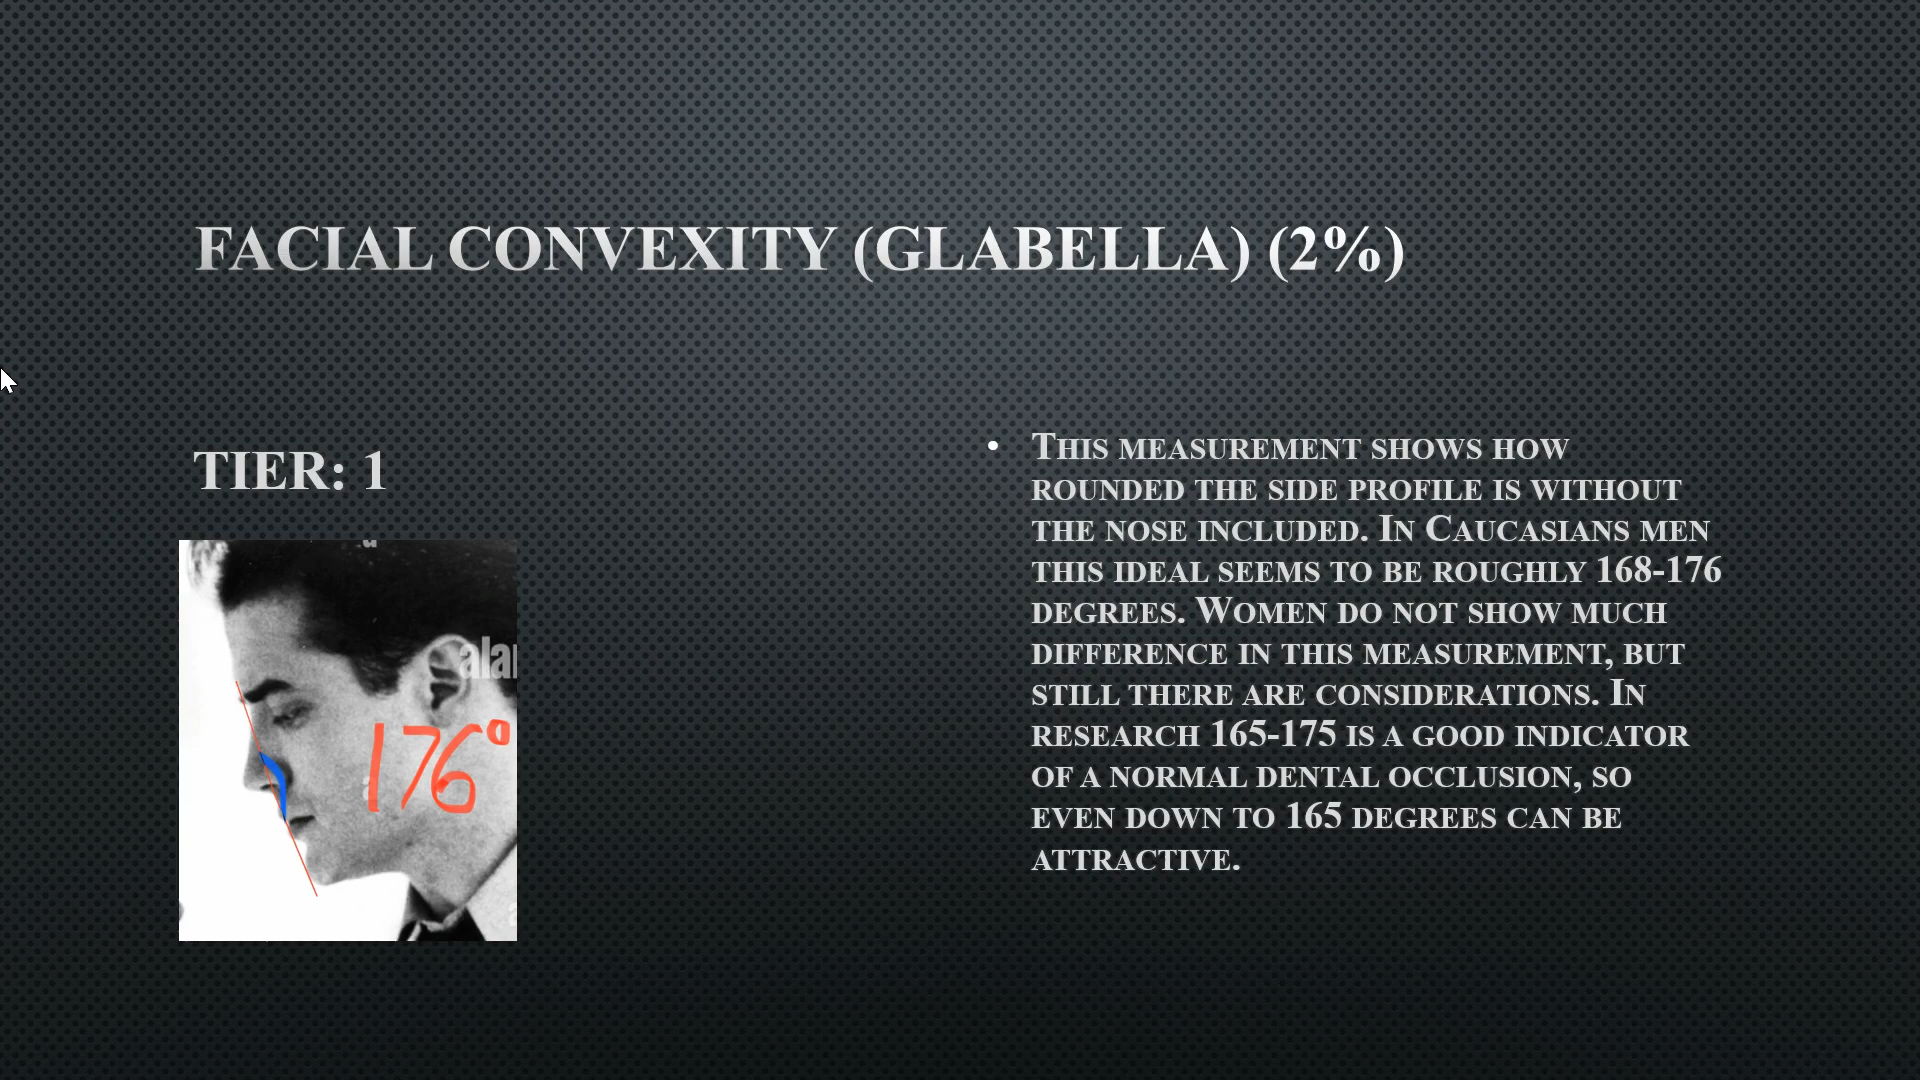 FACIAL CONVEXITY (GLABELLA) (2%)
TIER: 1
alar
176°
• THIS MEASUREMENT SHOWS HOW
ROUNDED THE SIDE PROFILE IS WITHOUT
THE NOSE INCLUDED. IN CAUCASIANS MEN
THIS IDEAL SEEMS TO BE ROUGHLY 168-176
DEGREES. WOMEN DO NOT SHOW MUCH
DIFFERENCE IN THIS MEASUREMENT, BUT
STILL THERE ARE CONSIDERATIONS. IN
RESEARCH 165-175 IS A GOOD INDICATOR
OF A NORMAL DENTAL OCCLUSION, SO
EVEN DOWN TO 165 DEGREES CAN BE
ATTRACTIVE.